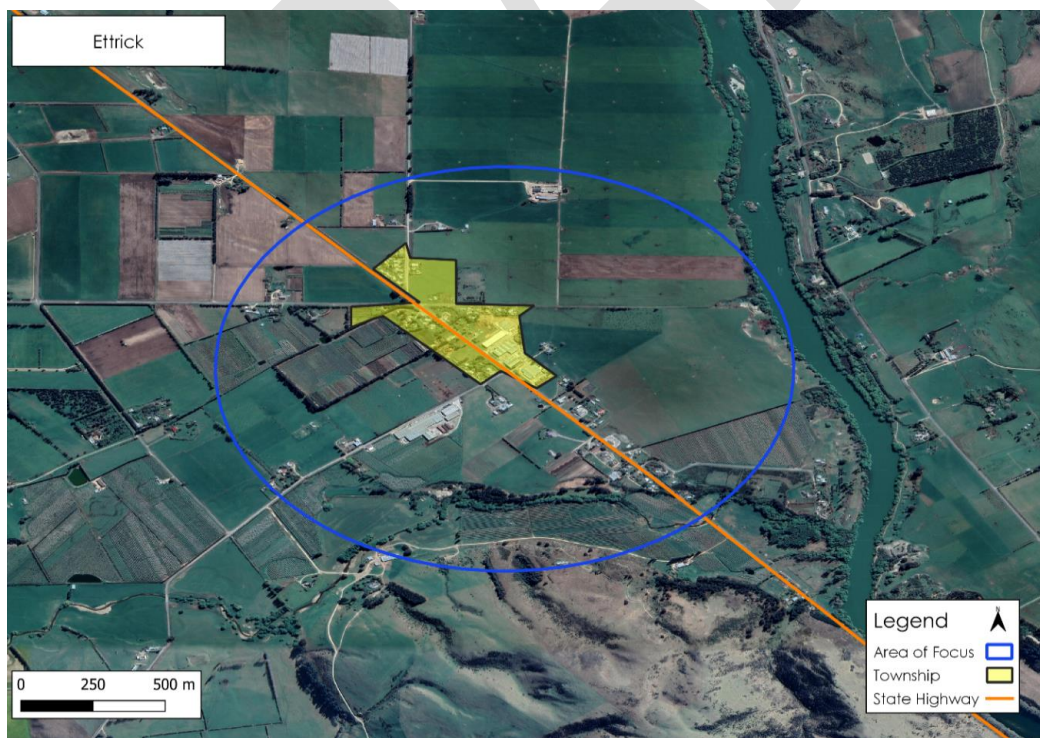 Ettrick
Legend
N
Area of Focus
Township
State Highway
0 250 500 m